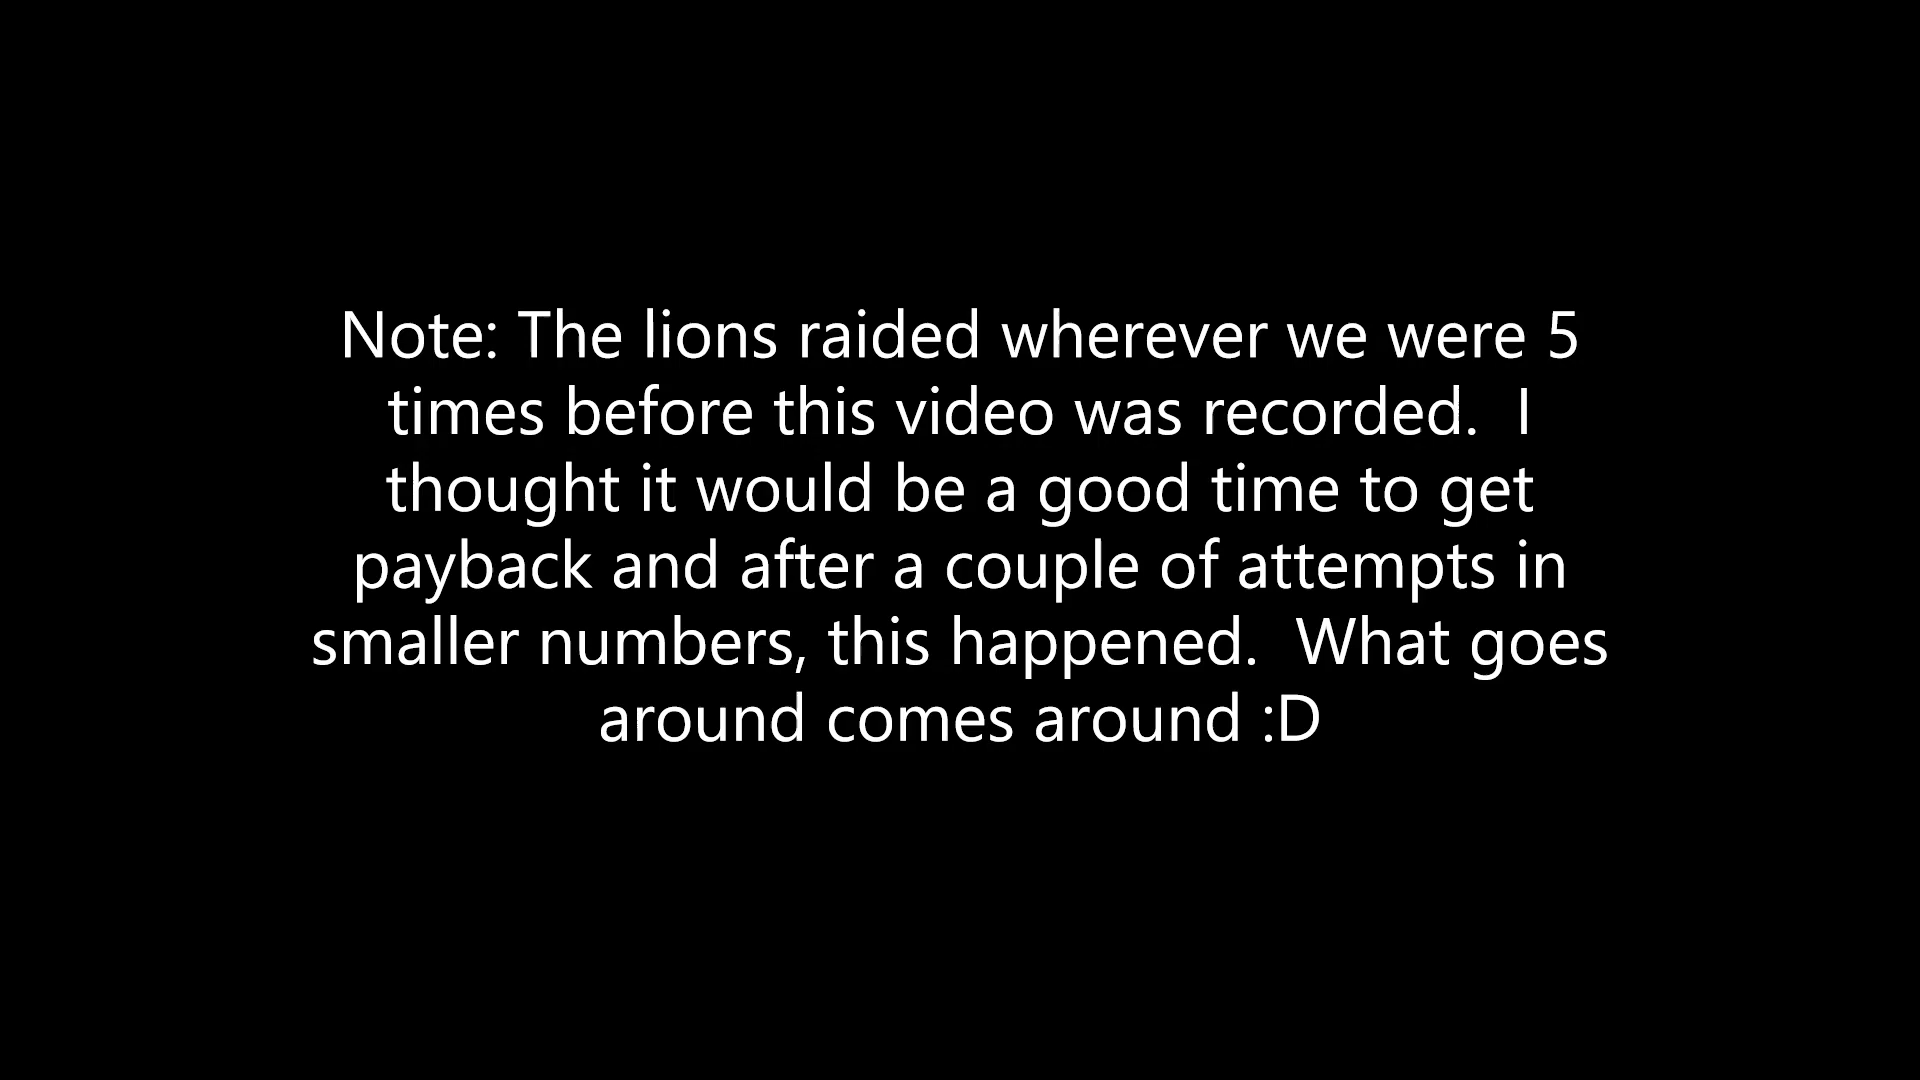 Note: The lions raided wherever we were 5
times before this video was recorded.  I
thought it would be a good time to get
payback and after a couple of attempts in
smaller numbers, this happened.  What goes
around comes around :D